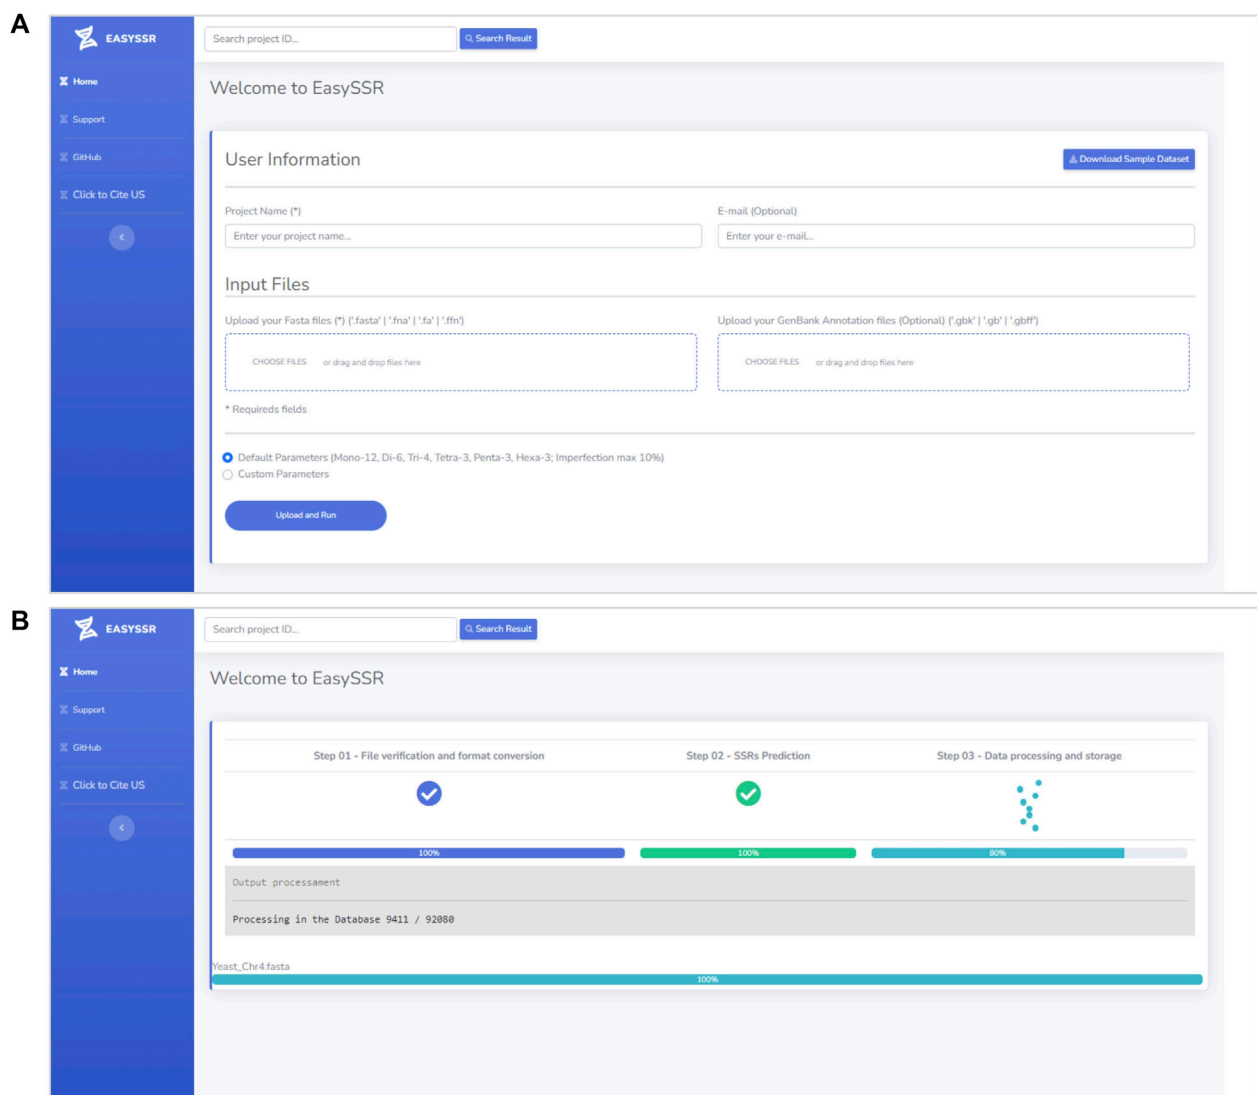 A
EASYSSR
Search project ID...
Search Result
Home
Welcome to EasySSR
Support
GitHub
User Information
Download Sample Dataset
Click to Cite US
Project Name (*)
E-mail (Optional)
Enter your project name...
Enter your e-mail...
Input Files
Upload your Fasta files (*) ('.fasta' | '.fna' | '.fa' | '.ffn')
Upload your GenBank Annotation files (Optional) ('.gbk' | '.gb' | '.gbff')
CHOOSE FILES or drag and drop files here
CHOOSE FILES or drag and drop files here
* Requireds fields
Default Parameters (Mono-12, Di-6, Tri-4, Tetra-3, Penta-3, Hexa-3; Imperfection max 10%)
Custom Parameters
Upload and Run
B
EASYSSR
Search project ID...
Search Result
Home
Welcome to EasySSR
Support
GitHub
Click to Cite US
Step 01 - File verification and format conversion
Step 02 - SSRs Prediction
Step 03 - Data processing and storage
100%
100%
80%
Output processament
Processing in the Database 9411 / 92080
Yeast_Chr4.fasta
100%